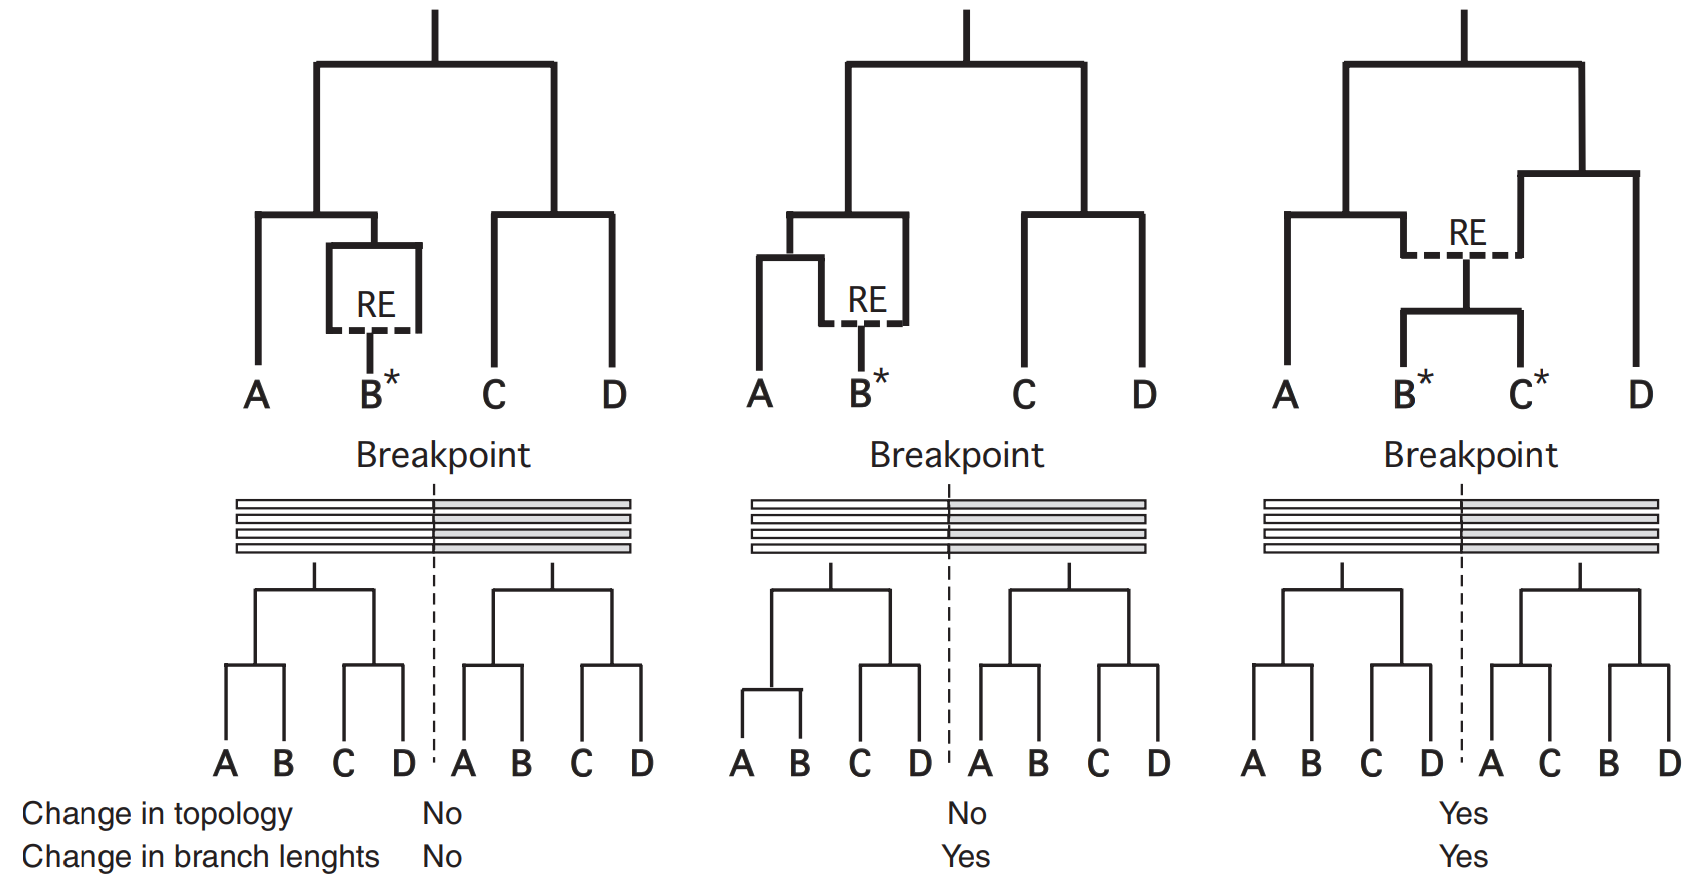 RE RE RE
A B* C D A B* C D A B* C* D
Breakpoint Breakpoint Breakpoint
A B C D A B C D A B C D A B C D A B C D A C B D
Change in topology No No Yes
Change in branch lenghts No Yes Yes